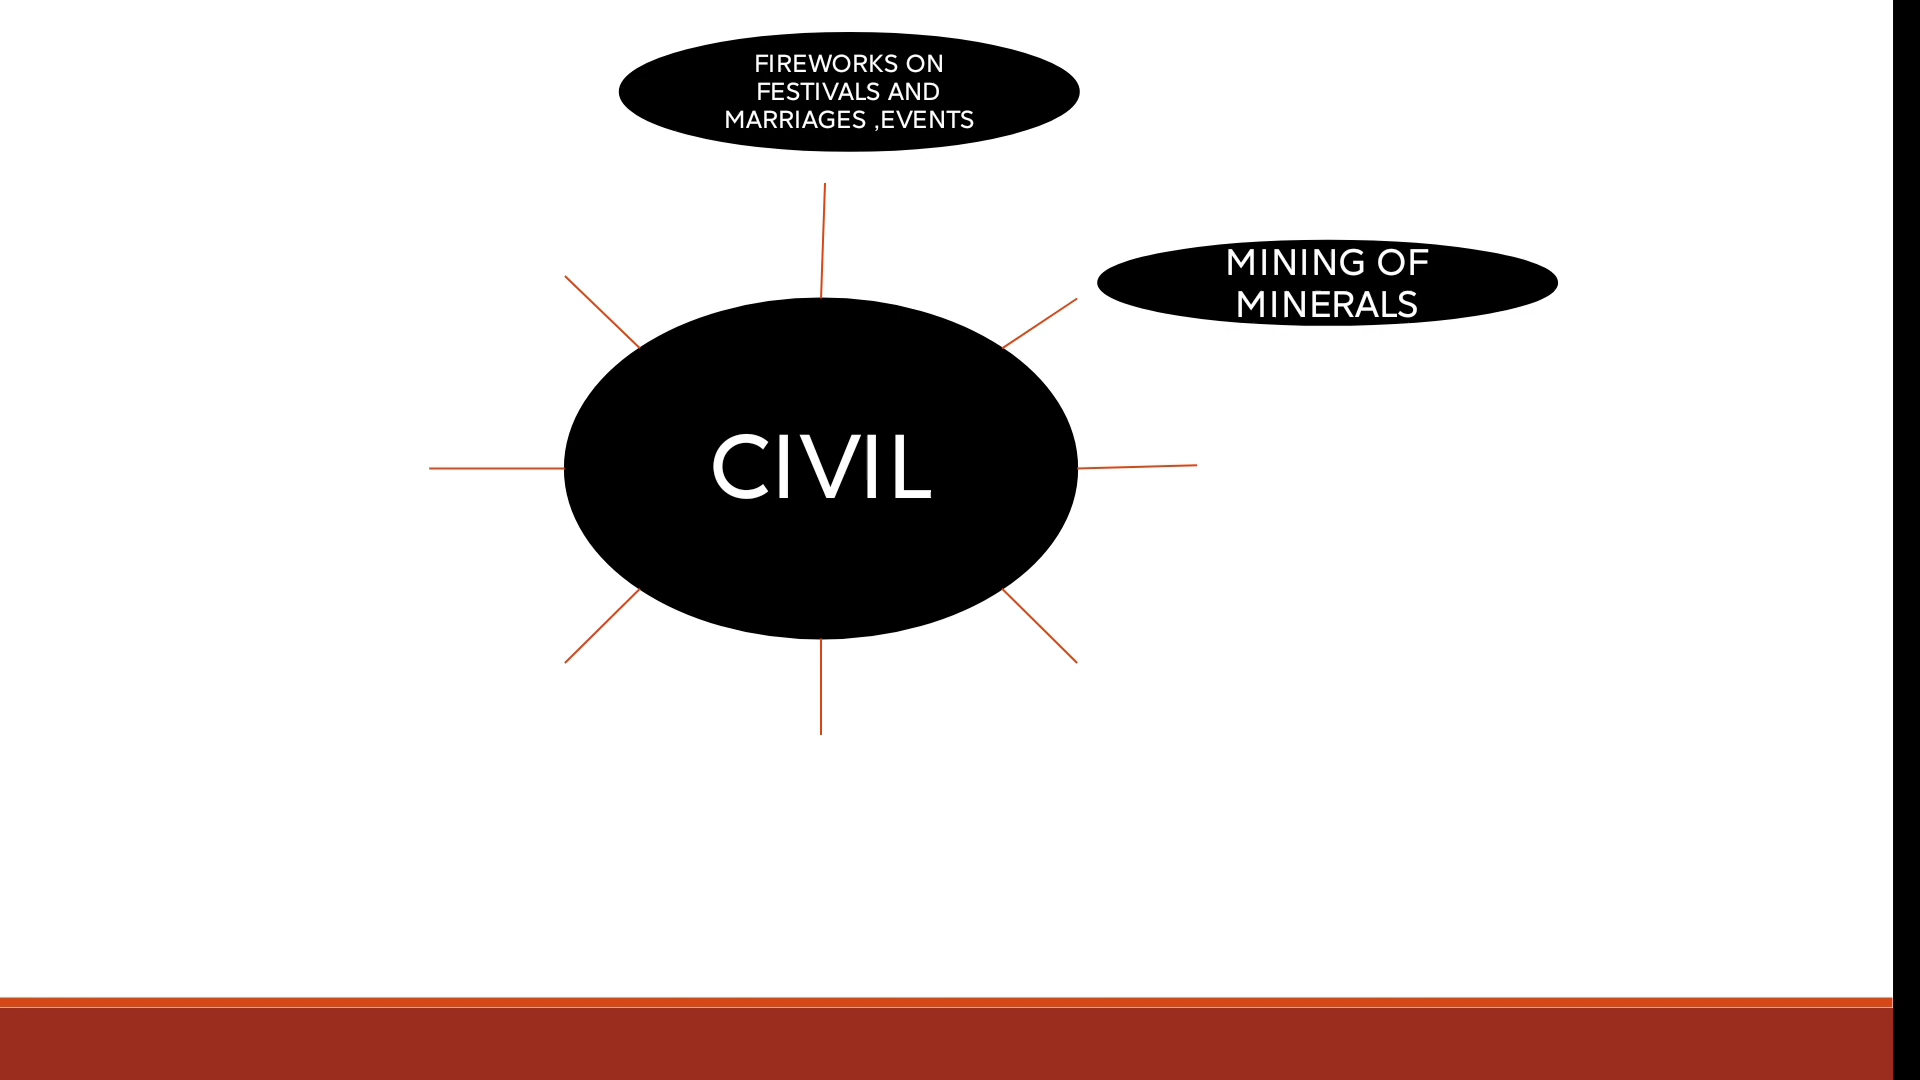 FIREWORKS ON
FESTIVALS AND
MARRIAGES ,EVENTS
MINING OF
MINERALS
CIVIL